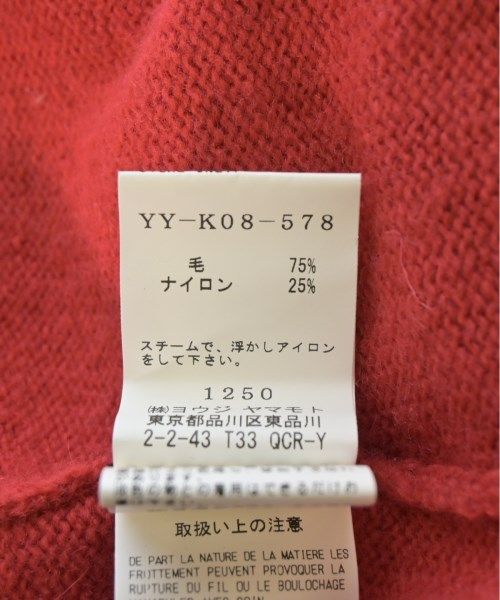 YY-K08-578
毛 75%
ナイロン 25%
スチームで、浮かしアイロン
をして下さい。
1250
㈱ヨウジ ヤマモト
東京都品川区東品川
2-2-43 T33 QCR-Y
取扱い上の注意
DE PART LA NATURE DE LA MATIERE LES
FROTTEMENT PEUVENT PROVOQUER LA
RUPTURE DU FIL OU LE BOULOCHAGE